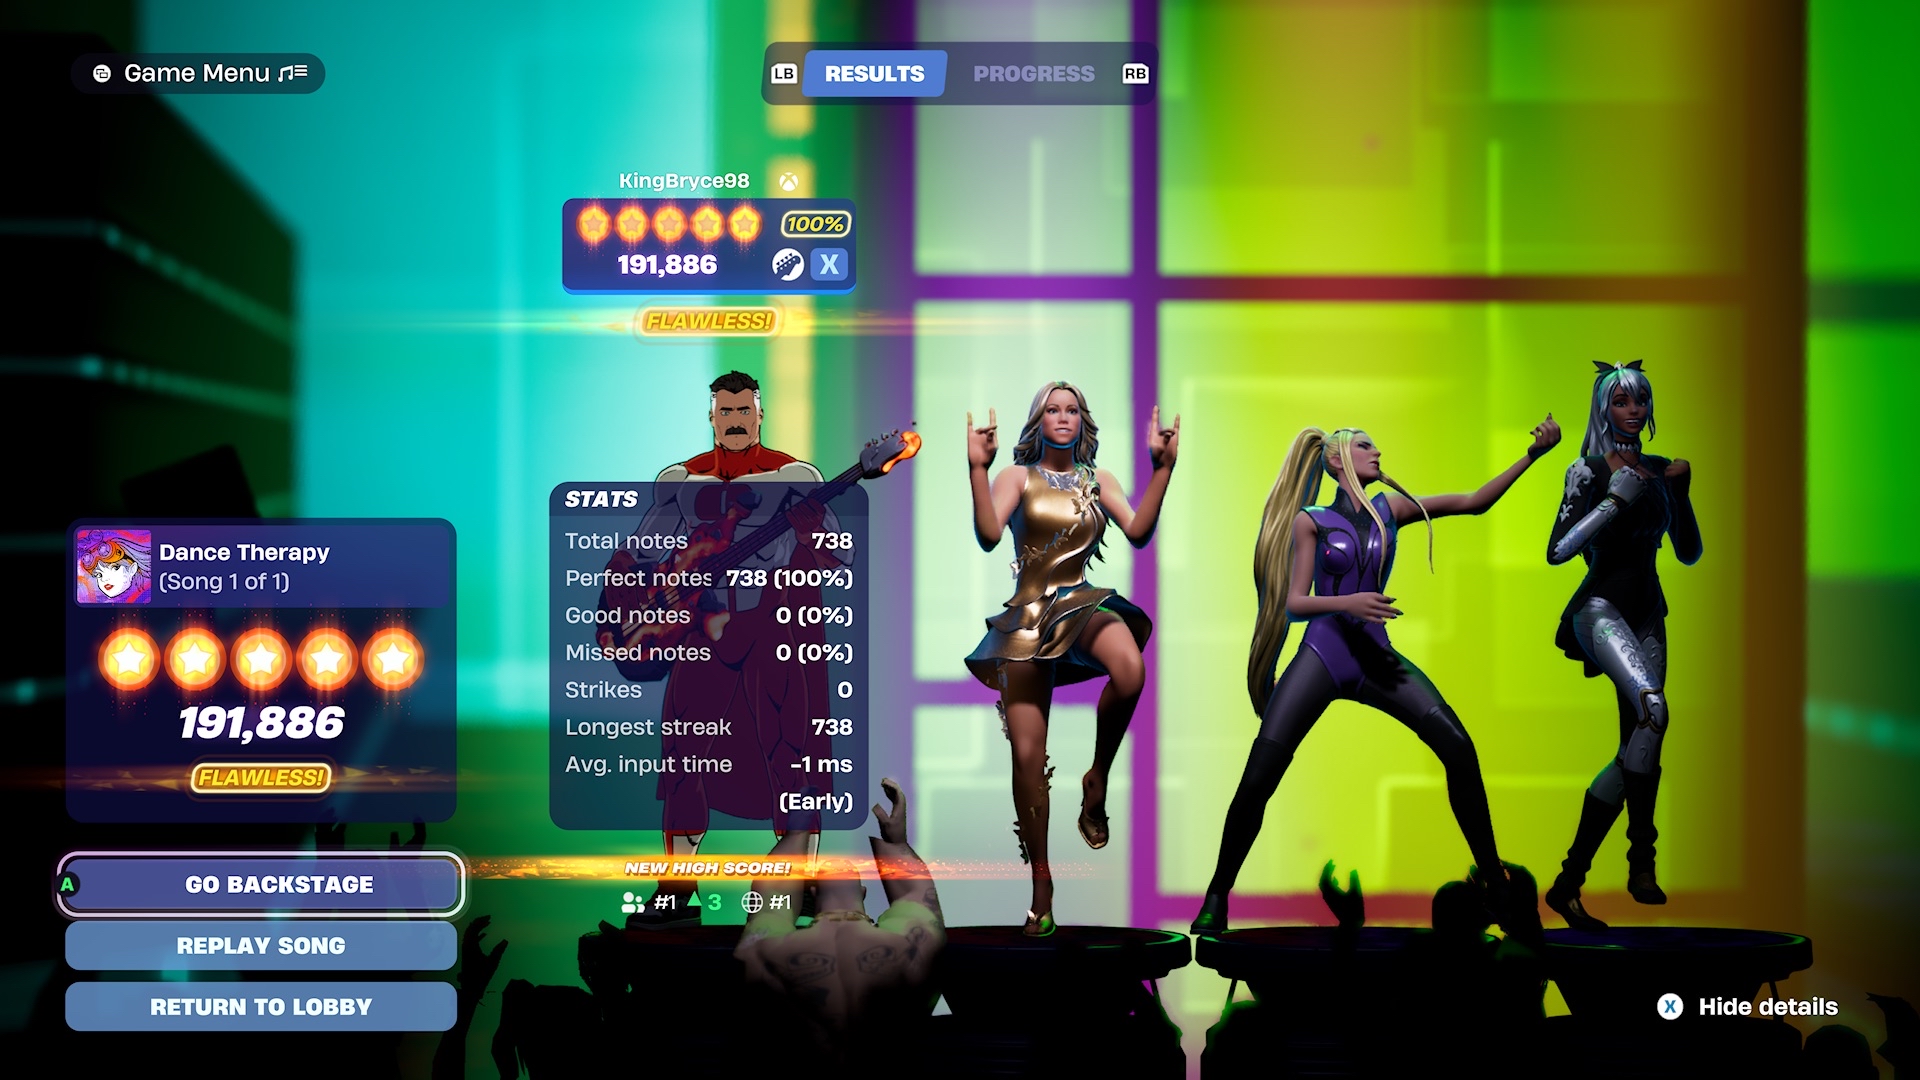 Game Menu
LB RESULTS PROGRESS RB
KingBryce98
100%
191,886 X
FLAWLESS!
STATS
Total notes 738
Perfect notes 738 (100%)
Good notes 0 (0%)
Missed notes 0 (0%)
Strikes 0
Longest streak 738
Avg. input time -1 ms
(Early)
NEW HIGH SCORE!
#1 3 #1
Dance Therapy
(Song 1 of 1)
191,886
FLAWLESS!
A GO BACKSTAGE
REPLAY SONG
RETURN TO LOBBY
X Hide details